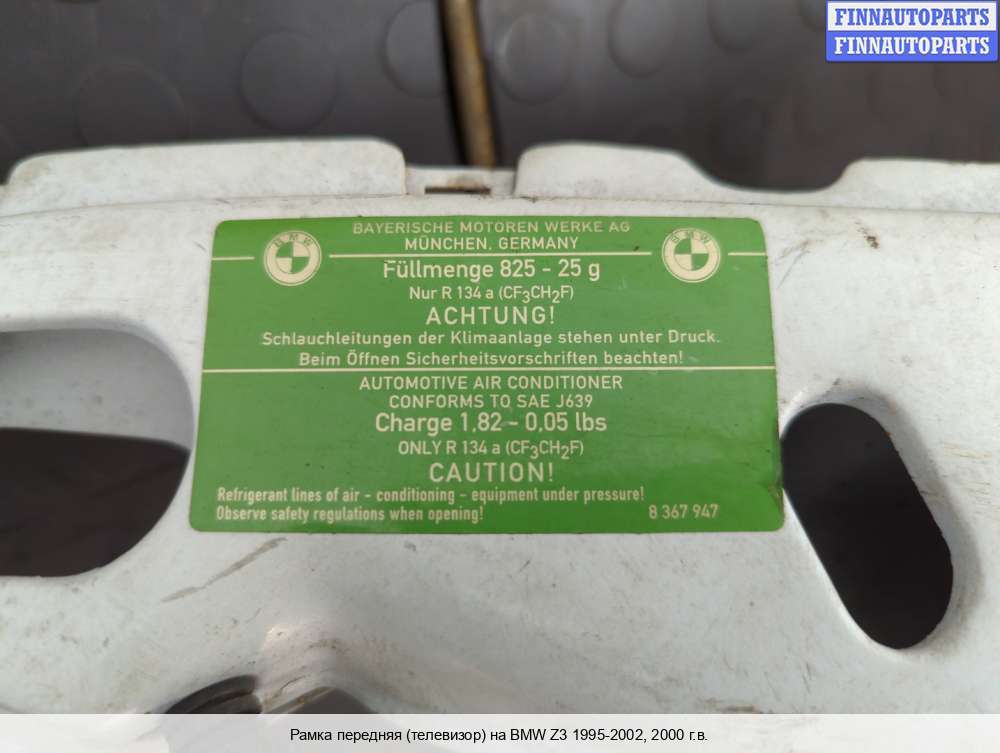 FINNAUTOPARTS
FINNAUTOPARTS
BAYERISCHE MOTOREN WERKE AG
MÜNCHEN, GERMANY
BMW
BMW
Füllmenge 825 - 25 g
Nur R 134 a (CF3CH2F)
ACHTUNG!
Schlauchleitungen der Klimaanlage stehen unter Druck.
Beim Öffnen Sicherheitsvorschriften beachten!
AUTOMOTIVE AIR CONDITIONER
CONFORMS TO SAE J639
Charge 1,82 - 0,05 lbs
ONLY R 134 a (CF3CH2F)
CAUTION!
Refrigerant lines of air - conditioning - equipment under pressure!
Observe safety regulations when opening!
8 367 947
Рамка передняя (телевизор) на BMW Z3 1995-2002, 2000 г.в.